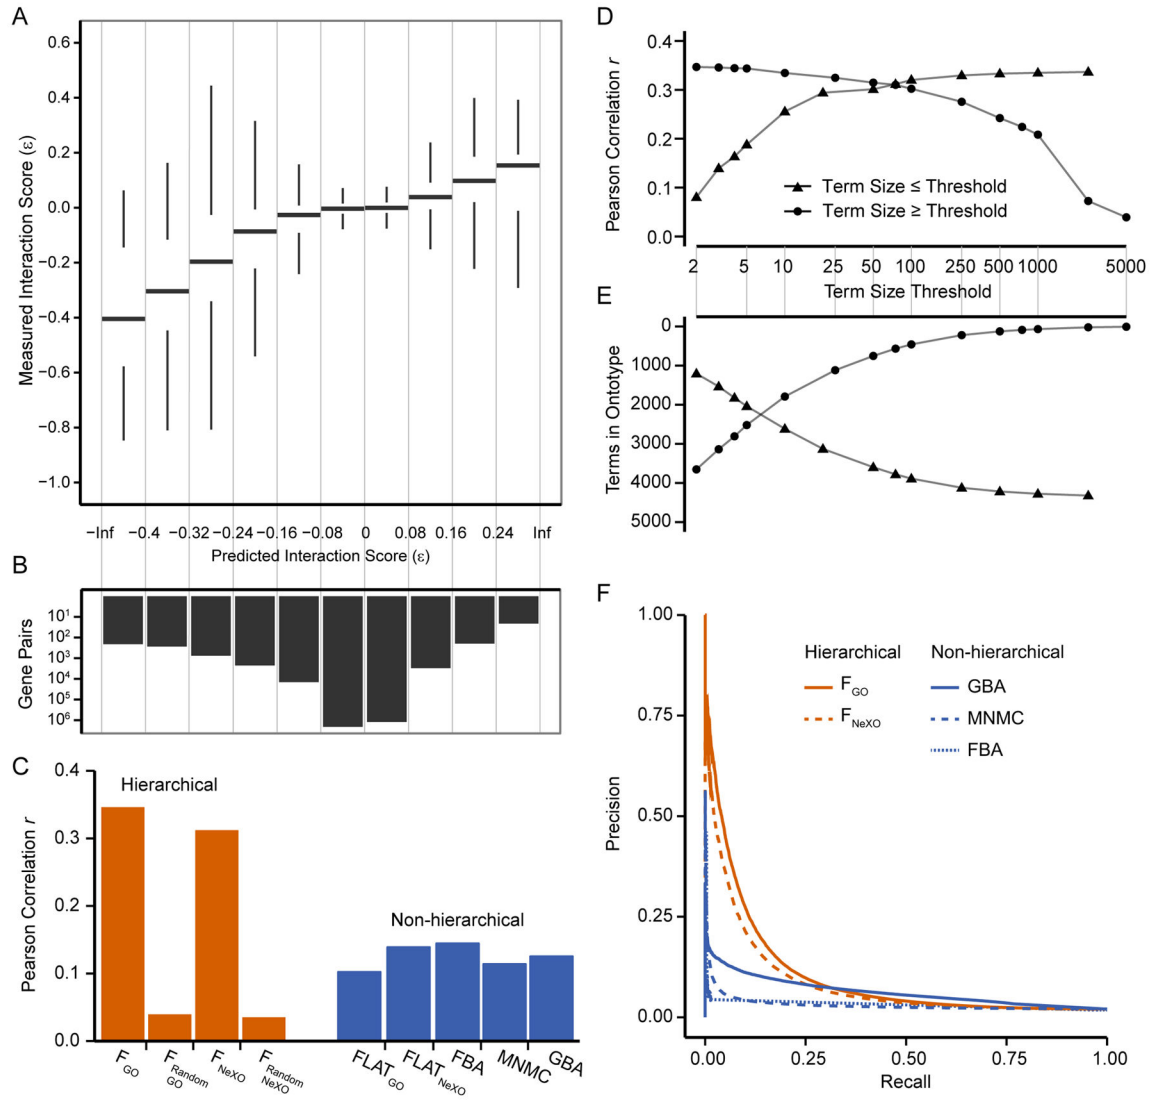 A
0.6
0.4
0.2
0.0
−0.2
−0.4
−0.6
−0.8
−1.0
Measured Interaction Score (ε)
−Inf −0.4 −0.32 −0.24 −0.16 −0.08 0 0.08 0.16 0.24 Inf
Predicted Interaction Score (ε)
B
10¹
10²
10³
10⁴
10⁵
10⁶
Gene Pairs
C
0.4
0.3
0.2
0.1
0.0
Pearson Correlation r
Hierarchical
Non-hierarchical
F GO
F Random GO
F NeXO
F Random NeXO
FLAT GO
FLAT NeXO
FBA
MNMC
GBA
D
0.4
0.3
0.2
0.1
0.0
Pearson Correlation r
Term Size ≤ Threshold
Term Size ≥ Threshold
2 5 10 25 50 100 250 500 1000 5000
Term Size Threshold
E
0
1000
2000
3000
4000
5000
Terms in Ontotype
F
1.00
0.75
0.50
0.25
0.00
Precision
Hierarchical
F GO
F NeXO
Non-hierarchical
GBA
MNMC
FBA
0.00 0.25 0.50 0.75 1.00
Recall